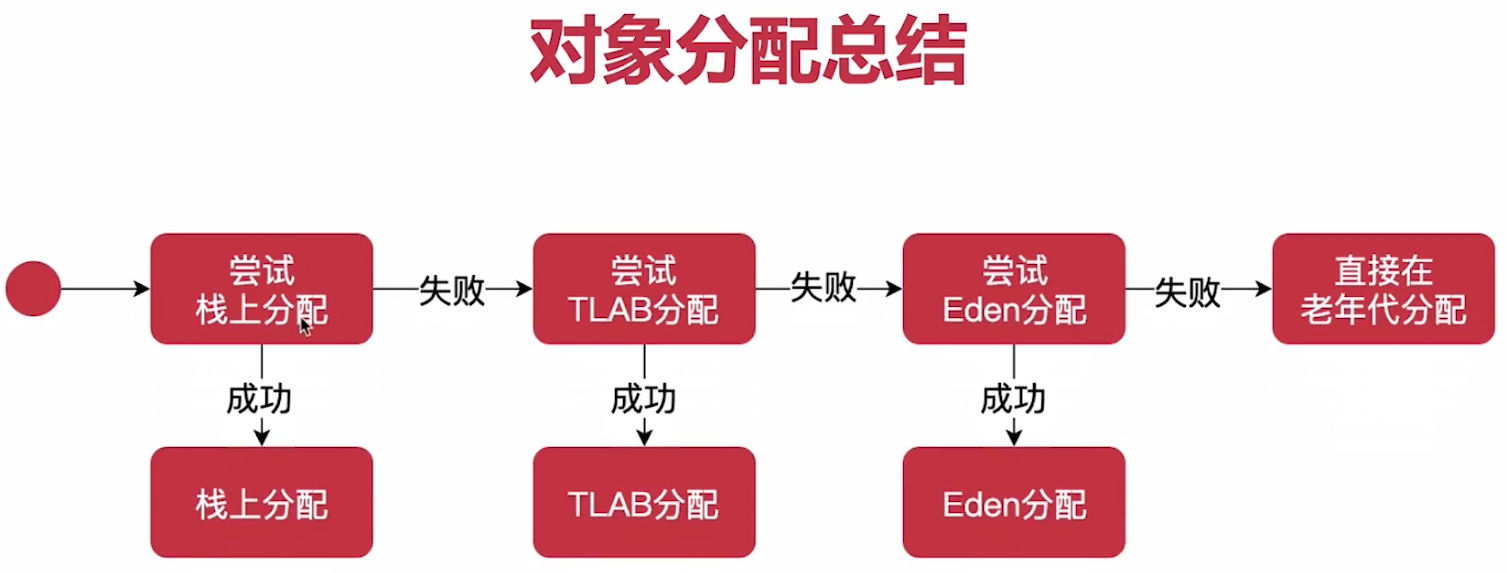 对象分配总结
尝试
栈上分配
失败
尝试
TLAB分配
失败
尝试
Eden分配
失败
直接在
老年代分配
成功
成功
成功
栈上分配
TLAB分配
Eden分配